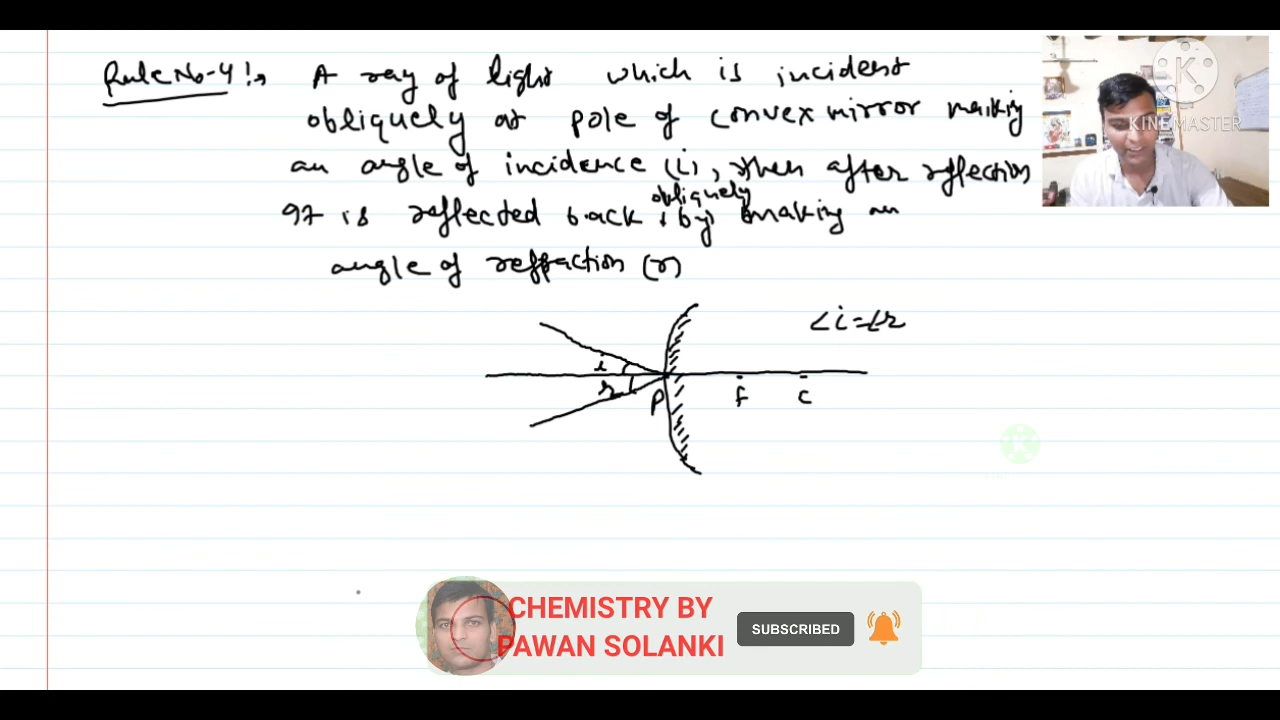 Rule No-4 :→ A ray of light which is incident
obliquely at pole of convex mirror making
an angle of incidence (i), then after reflection
It is reflected back obliquely by making an
angle of reffraction (r)
∠i=∠r
i
r
P
f
c
KINEMASTER
CHEMISTRY BY
PAWAN SOLANKI
SUBSCRIBED